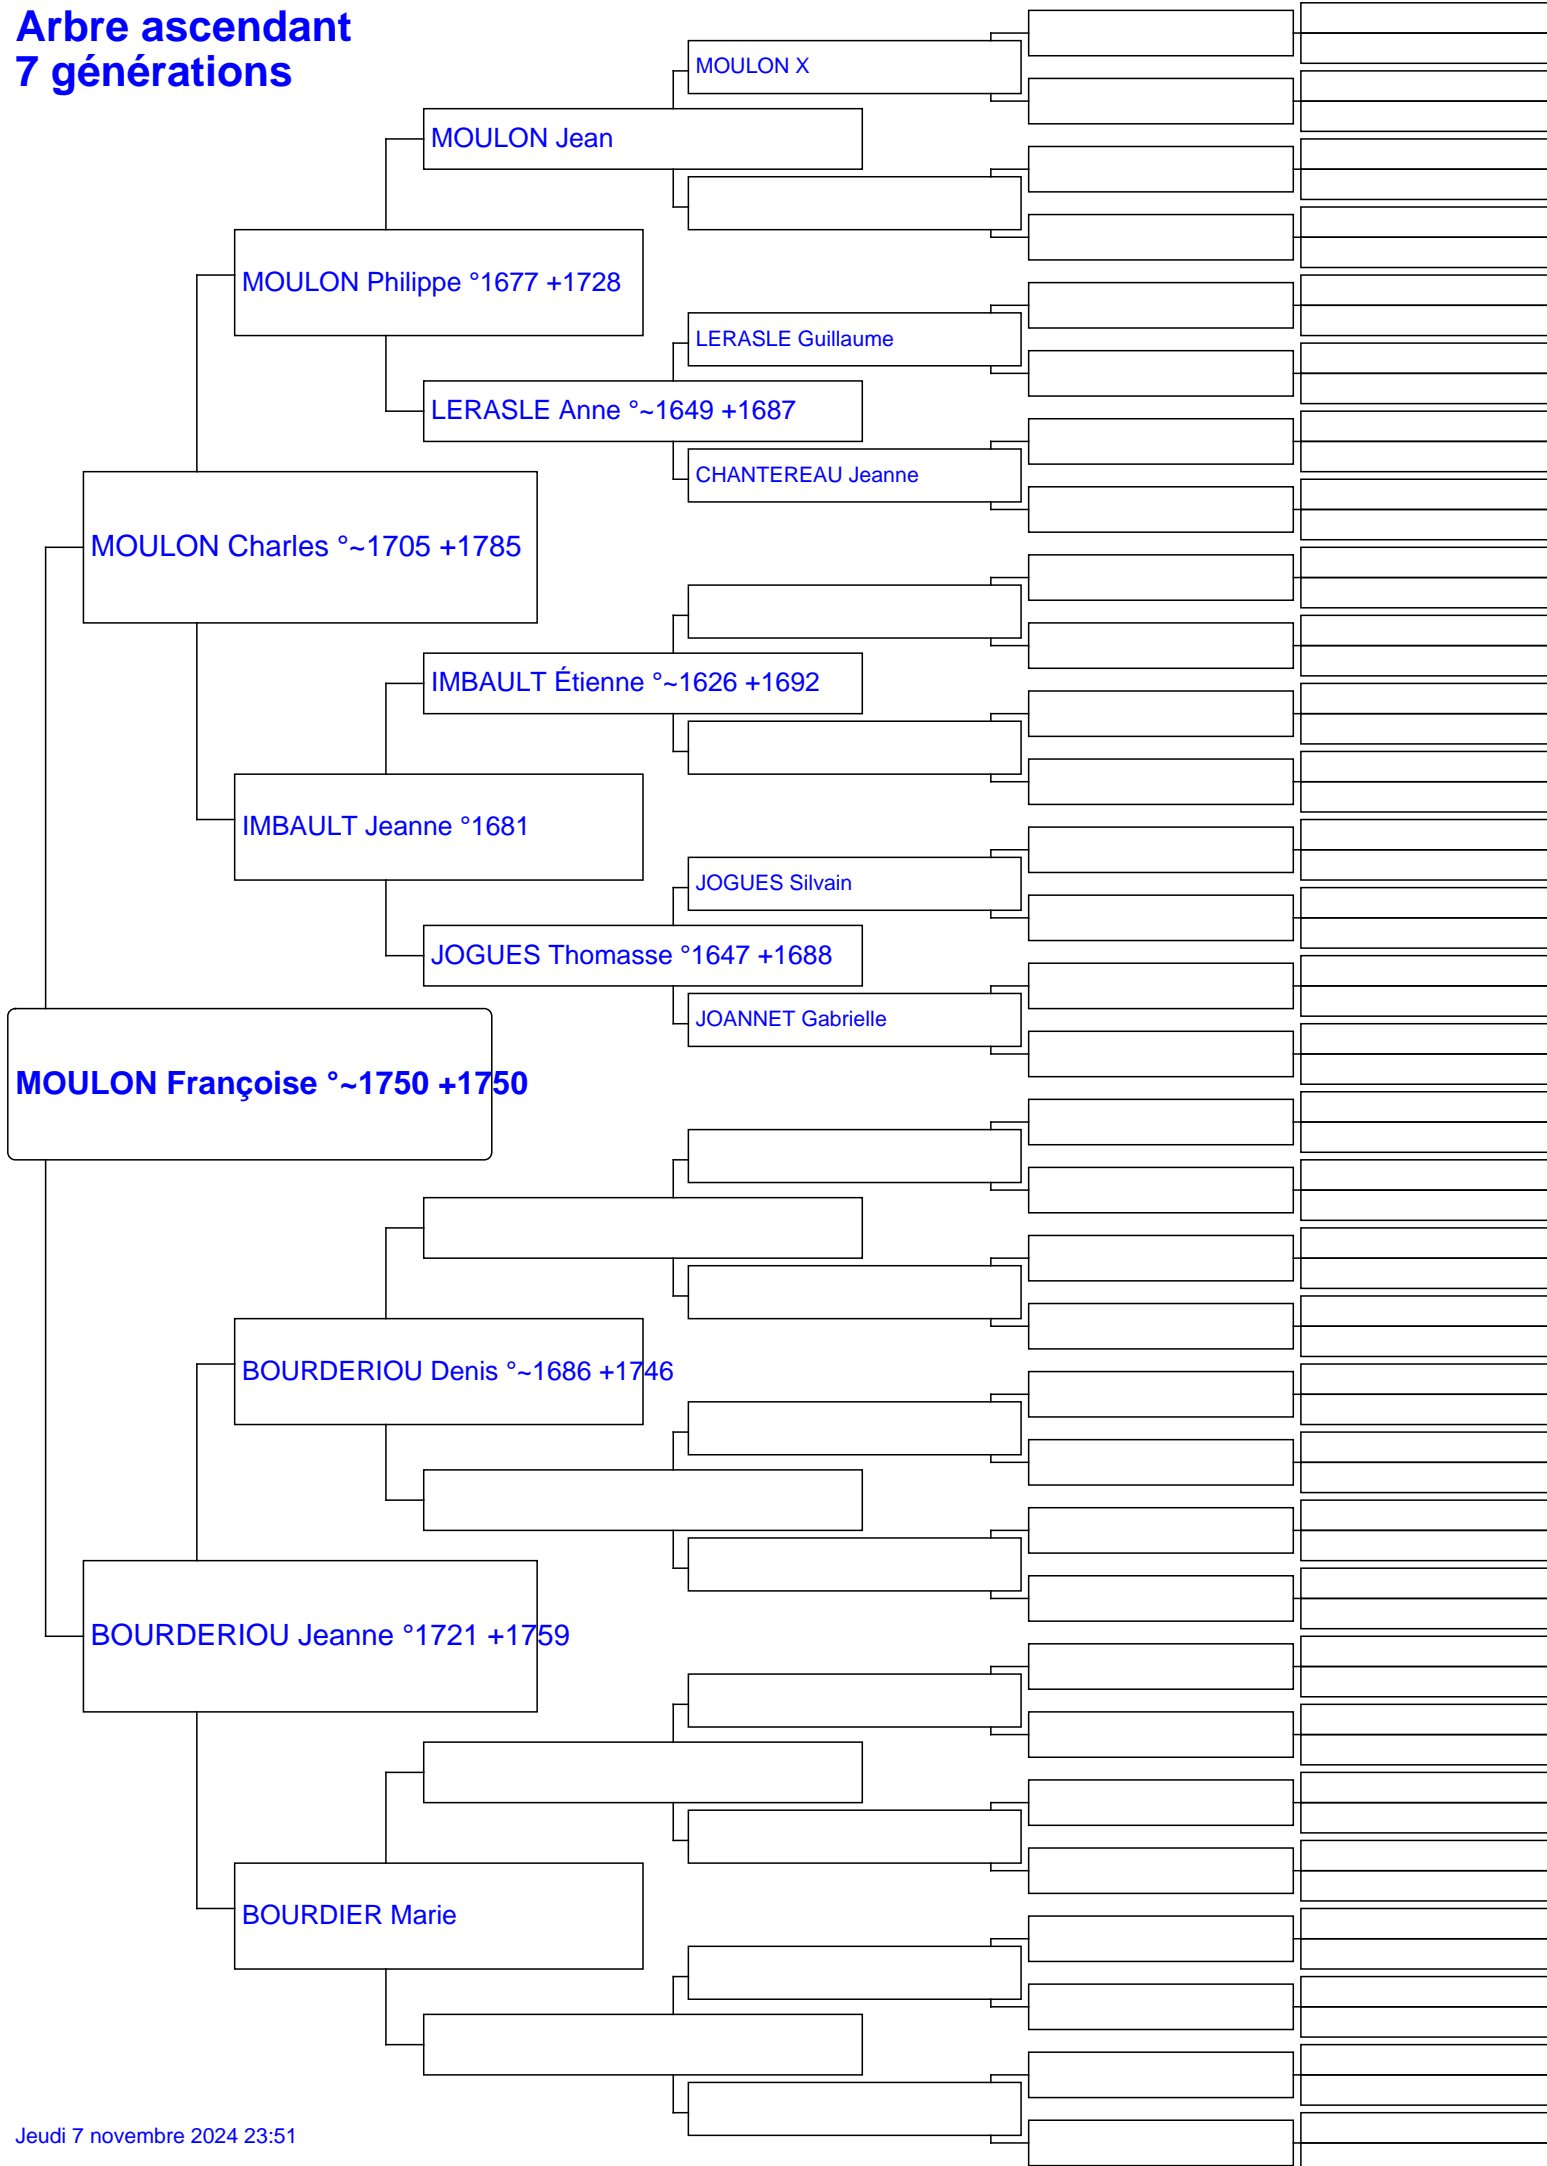 Arbre ascendant
7 générations
MOULON X
MOULON Jean
MOULON Philippe °1677 +1728
LERASLE Guillaume
LERASLE Anne °~1649 +1687
CHANTEREAU Jeanne
MOULON Charles °~1705 +1785
IMBAULT Étienne °~1626 +1692
IMBAULT Jeanne °1681
JOGUES Silvain
JOGUES Thomasse °1647 +1688
JOANNET Gabrielle
MOULON Françoise °~1750 +1750
BOURDERIOU Denis °~1686 +1746
BOURDERIOU Jeanne °1721 +1759
BOURDIER Marie
Jeudi 7 novembre 2024 23:51